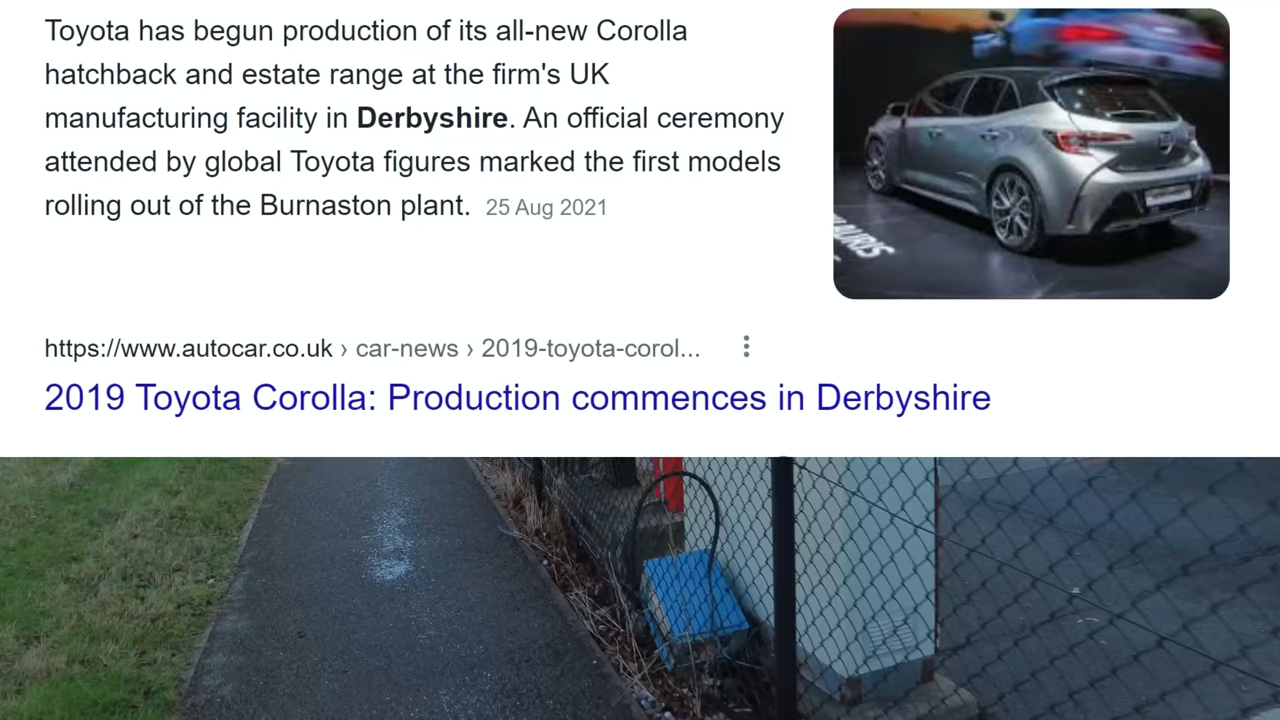 Toyota has begun production of its all-new Corolla
hatchback and estate range at the firm's UK
manufacturing facility in Derbyshire. An official ceremony
attended by global Toyota figures marked the first models
rolling out of the Burnaston plant. 25 Aug 2021
AURIS
https://www.autocar.co.uk › car-news › 2019-toyota-corol...
2019 Toyota Corolla: Production commences in Derbyshire